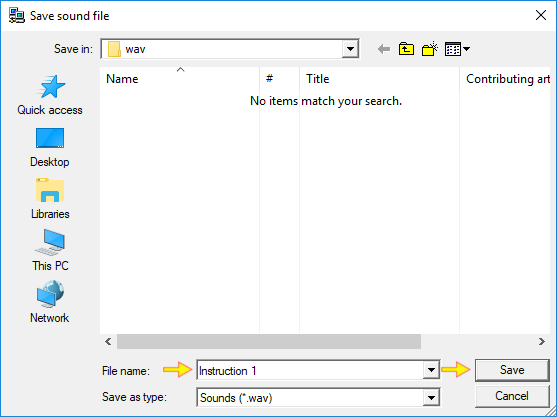 Save sound file
Save in: wav
Name # Title Contributing art
No items match your search.
Quick access
Desktop
Libraries
This PC
Network
File name: Instruction 1 Save
Save as type: Sounds (*.wav) Cancel